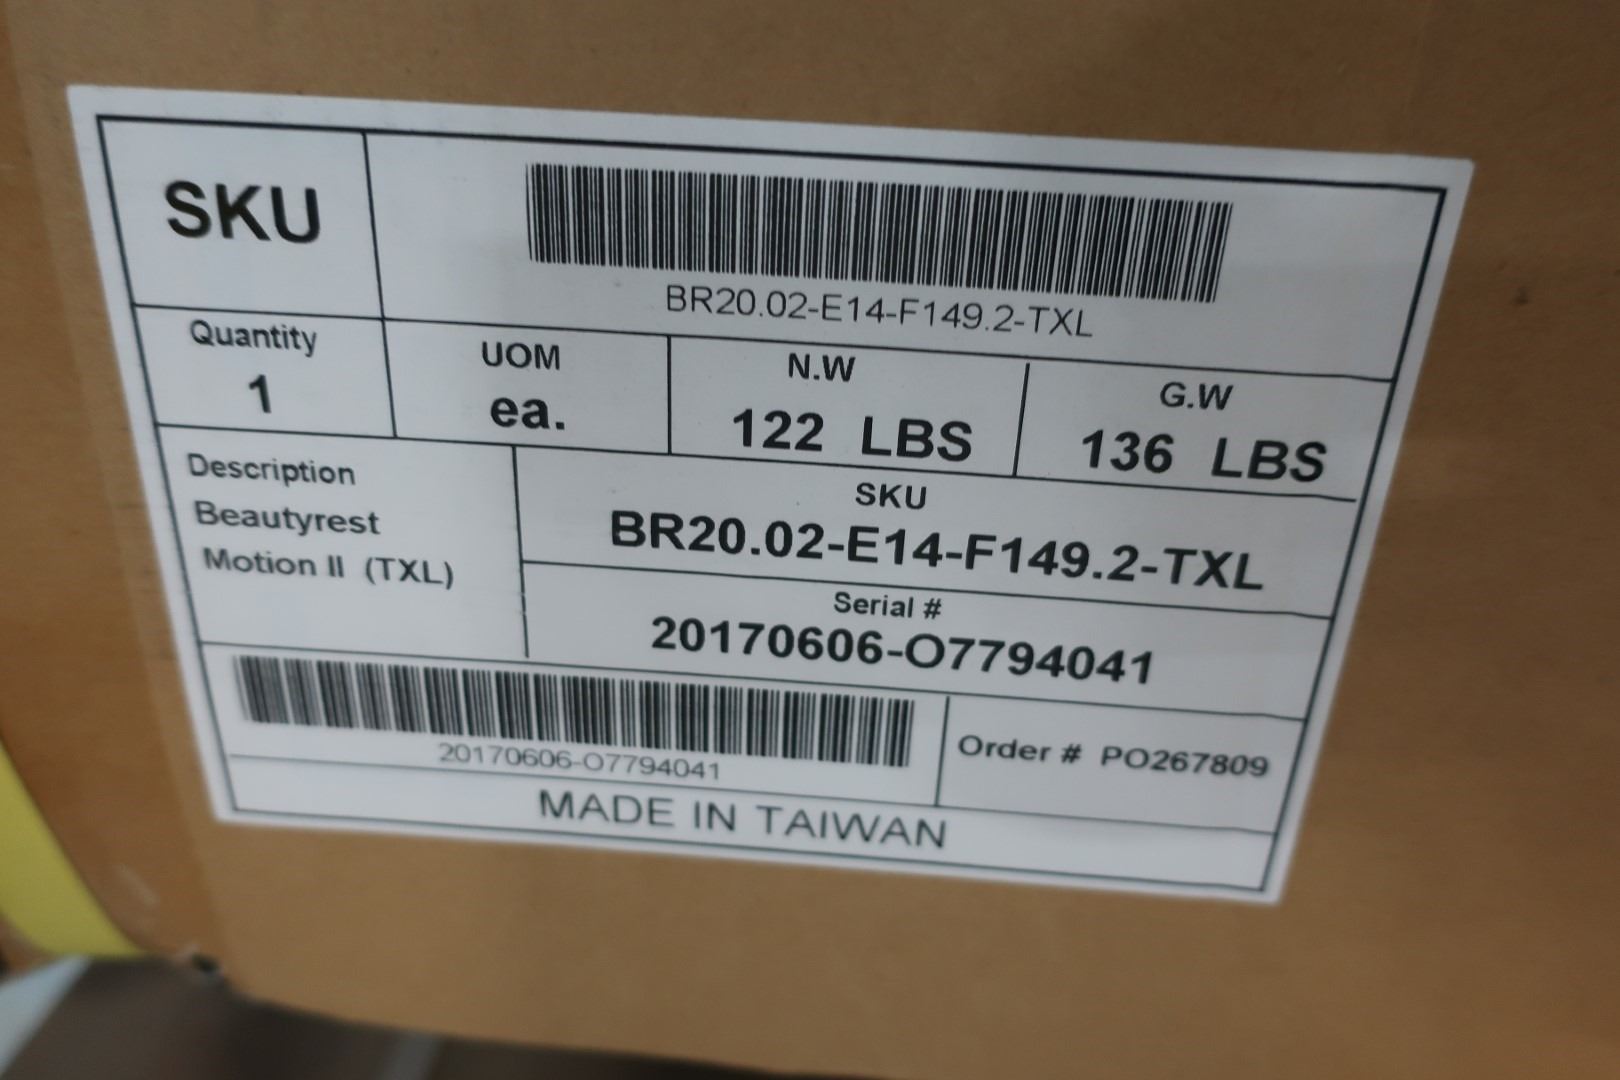 SKU
BR20.02-E14-F149.2-TXL
Quantity
1
UOM
ea.
N.W
122 LBS
G.W
136 LBS
Description
Beautyrest
Motion II (TXL)
SKU
BR20.02-E14-F149.2-TXL
Serial #
20170606-O7794041
20170606-O7794041
Order # PO267809
MADE IN TAIWAN